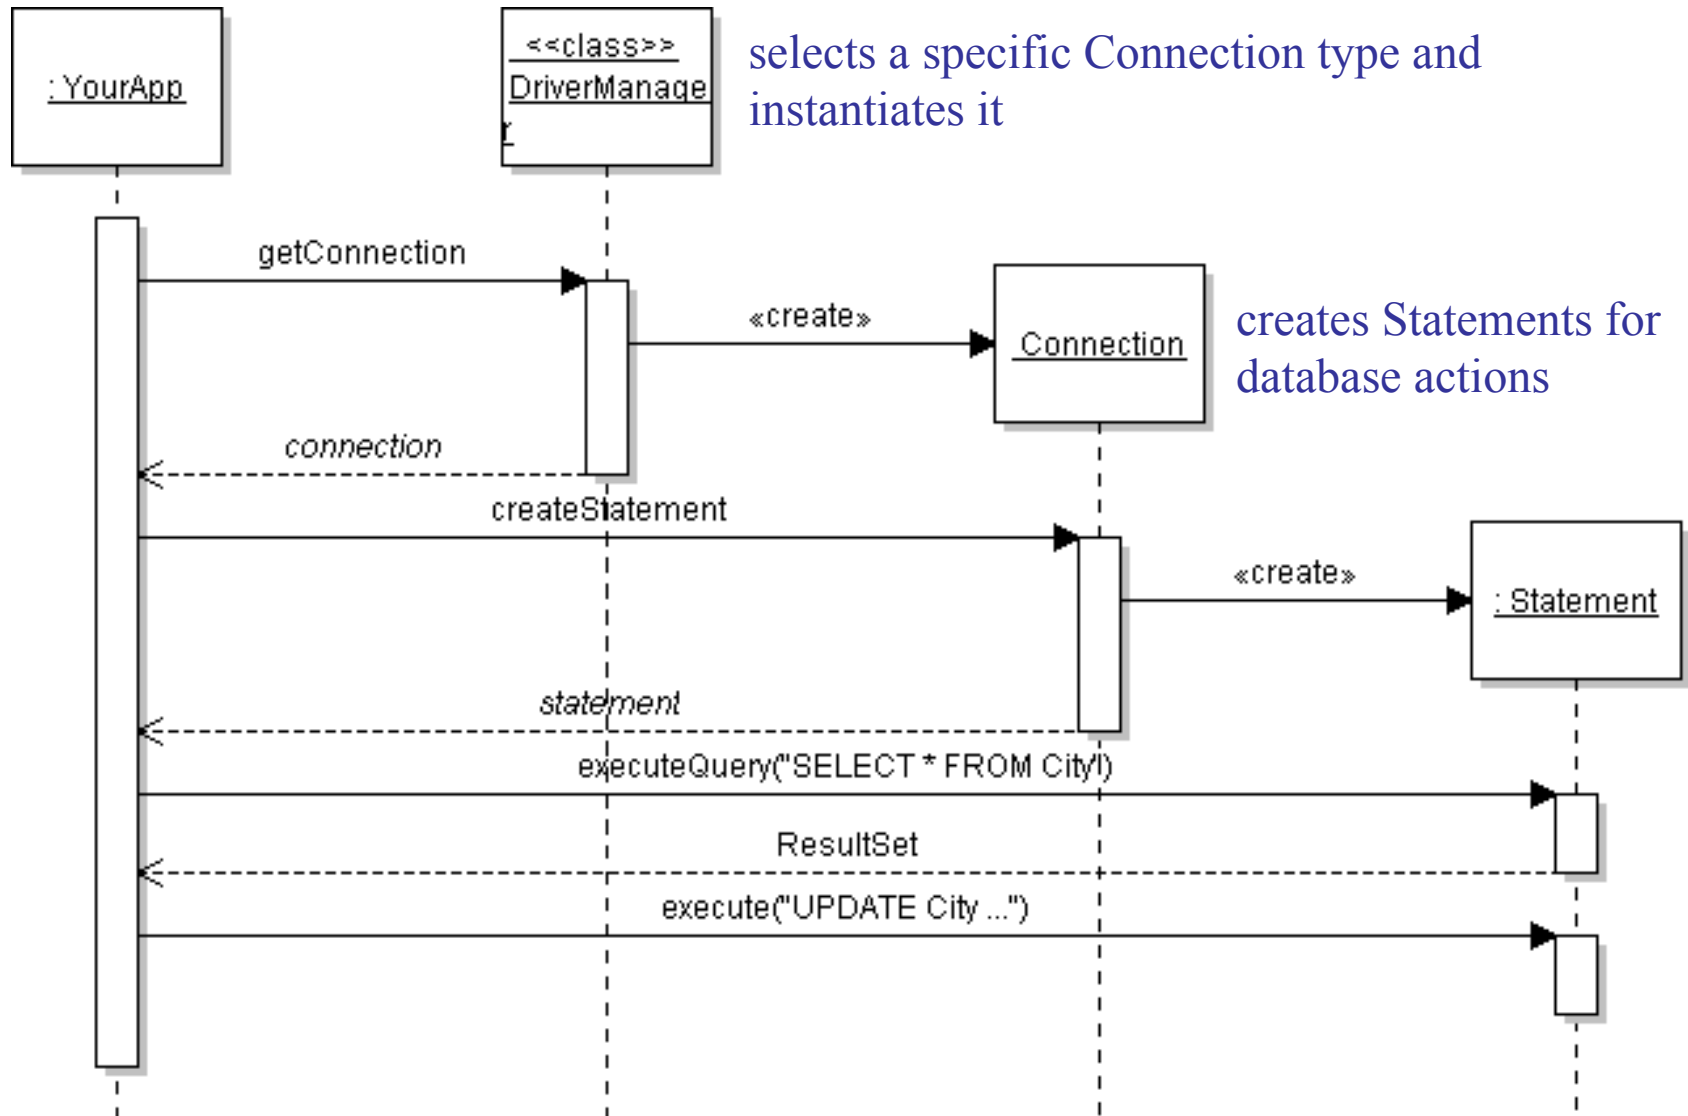 : YourApp
<<class>>
DriverManage
r
selects a specific Connection type and
instantiates it
getConnection
«create»
Connection
creates Statements for
database actions
connection
createStatement
«create»
: Statement
statement
executeQuery("SELECT * FROM City")
ResultSet
execute("UPDATE City ...")